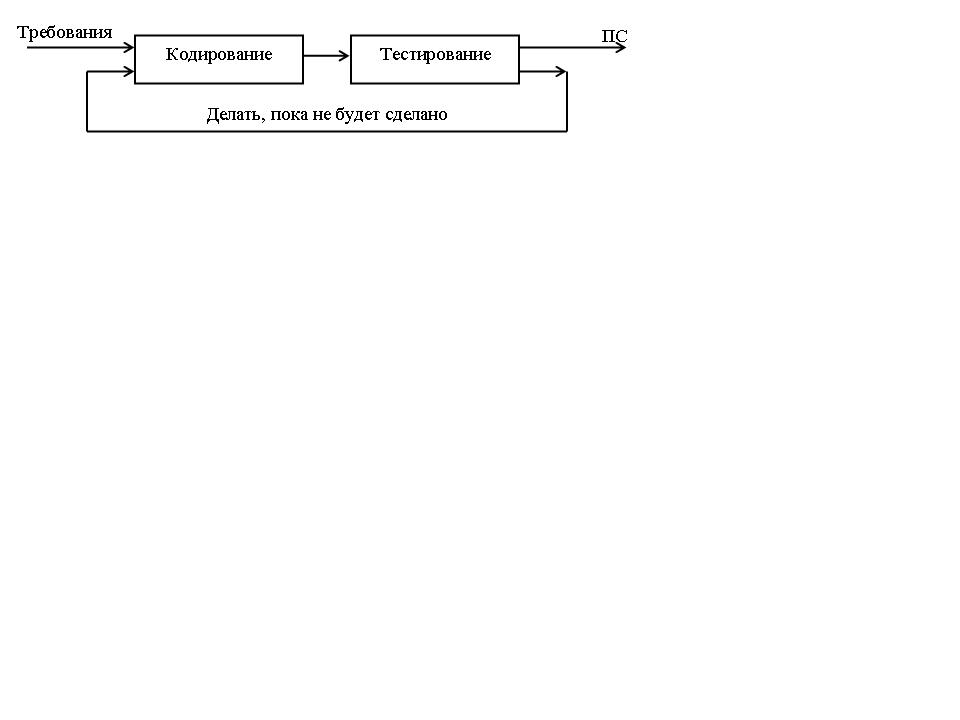 Требования
ПС
Кодирование
Тестирование
Делать, пока не будет сделано